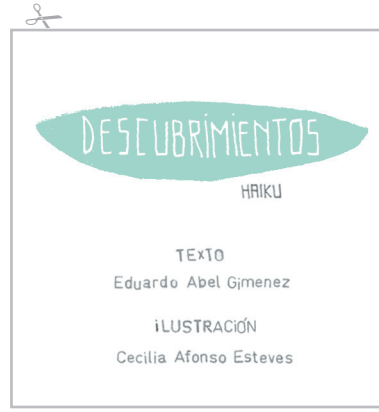 DESCUBRIMIENTOS
HAIKU
TEXTO
Eduardo Abel Gimenez
ILUSTRACIÓN
Cecilia Afonso Esteves